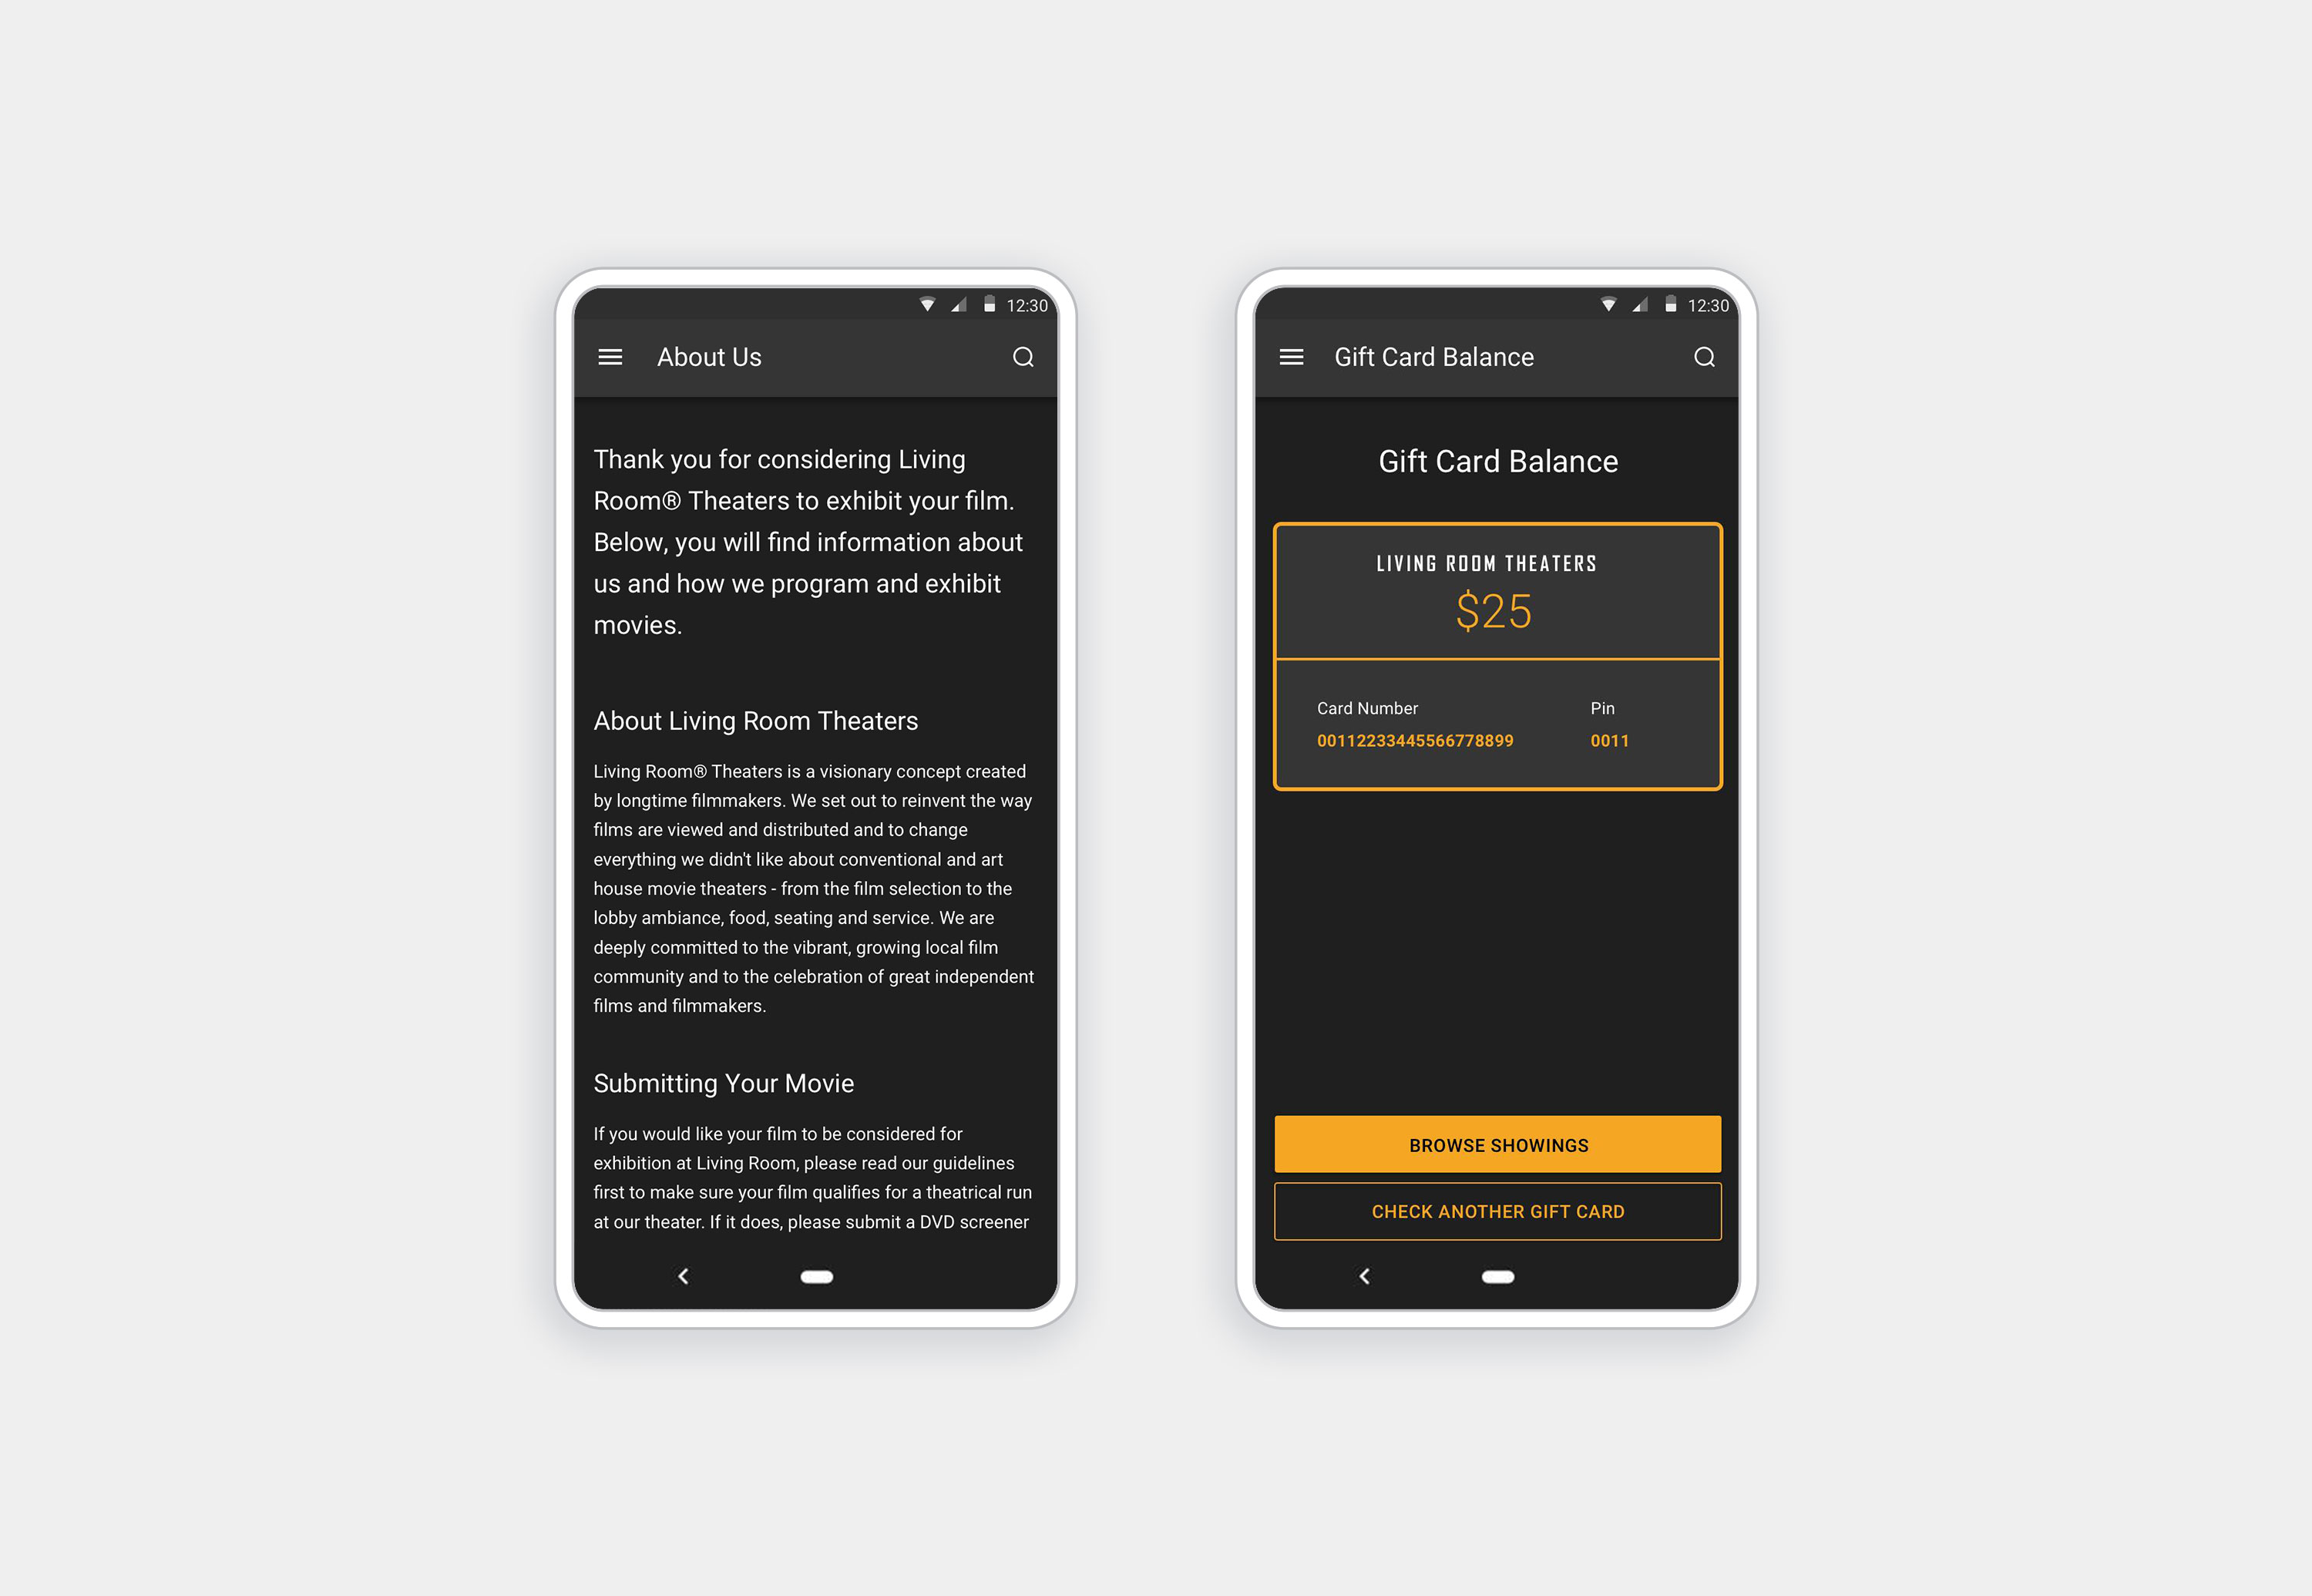 12:30
About Us
Thank you for considering Living
Room® Theaters to exhibit your film.
Below, you will find information about
us and how we program and exhibit
movies.
About Living Room Theaters
Living Room® Theaters is a visionary concept created
by longtime filmmakers. We set out to reinvent the way
films are viewed and distributed and to change
everything we didn't like about conventional and art
house movie theaters - from the film selection to the
lobby ambiance, food, seating and service. We are
deeply committed to the vibrant, growing local film
community and to the celebration of great independent
films and filmmakers.
Submitting Your Movie
If you would like your film to be considered for
exhibition at Living Room, please read our guidelines
first to make sure your film qualifies for a theatrical run
at our theater. If it does, please submit a DVD screener
12:30
Gift Card Balance
Gift Card Balance
LIVING ROOM THEATERS
$25
Card Number Pin
00112233445566778899 0011
BROWSE SHOWINGS
CHECK ANOTHER GIFT CARD